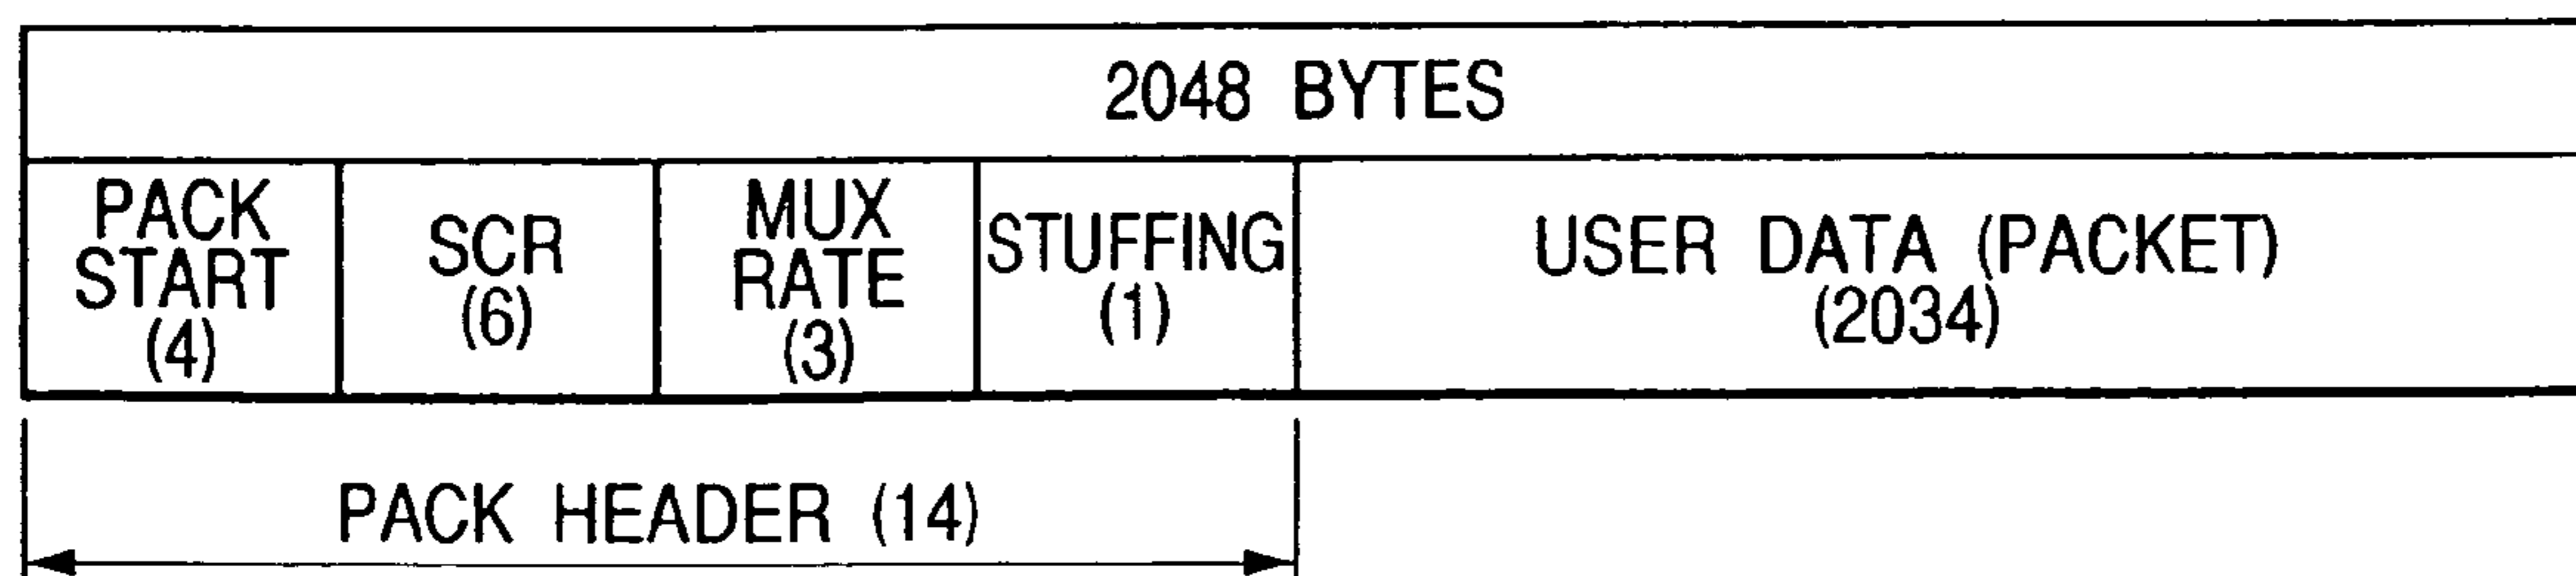 2048 BYTES
PACK
START
(4)
SCR
(6)
MUX
RATE
(3)
STUFFING
(1)
USER DATA (PACKET)
(2034)
PACK HEADER (14)